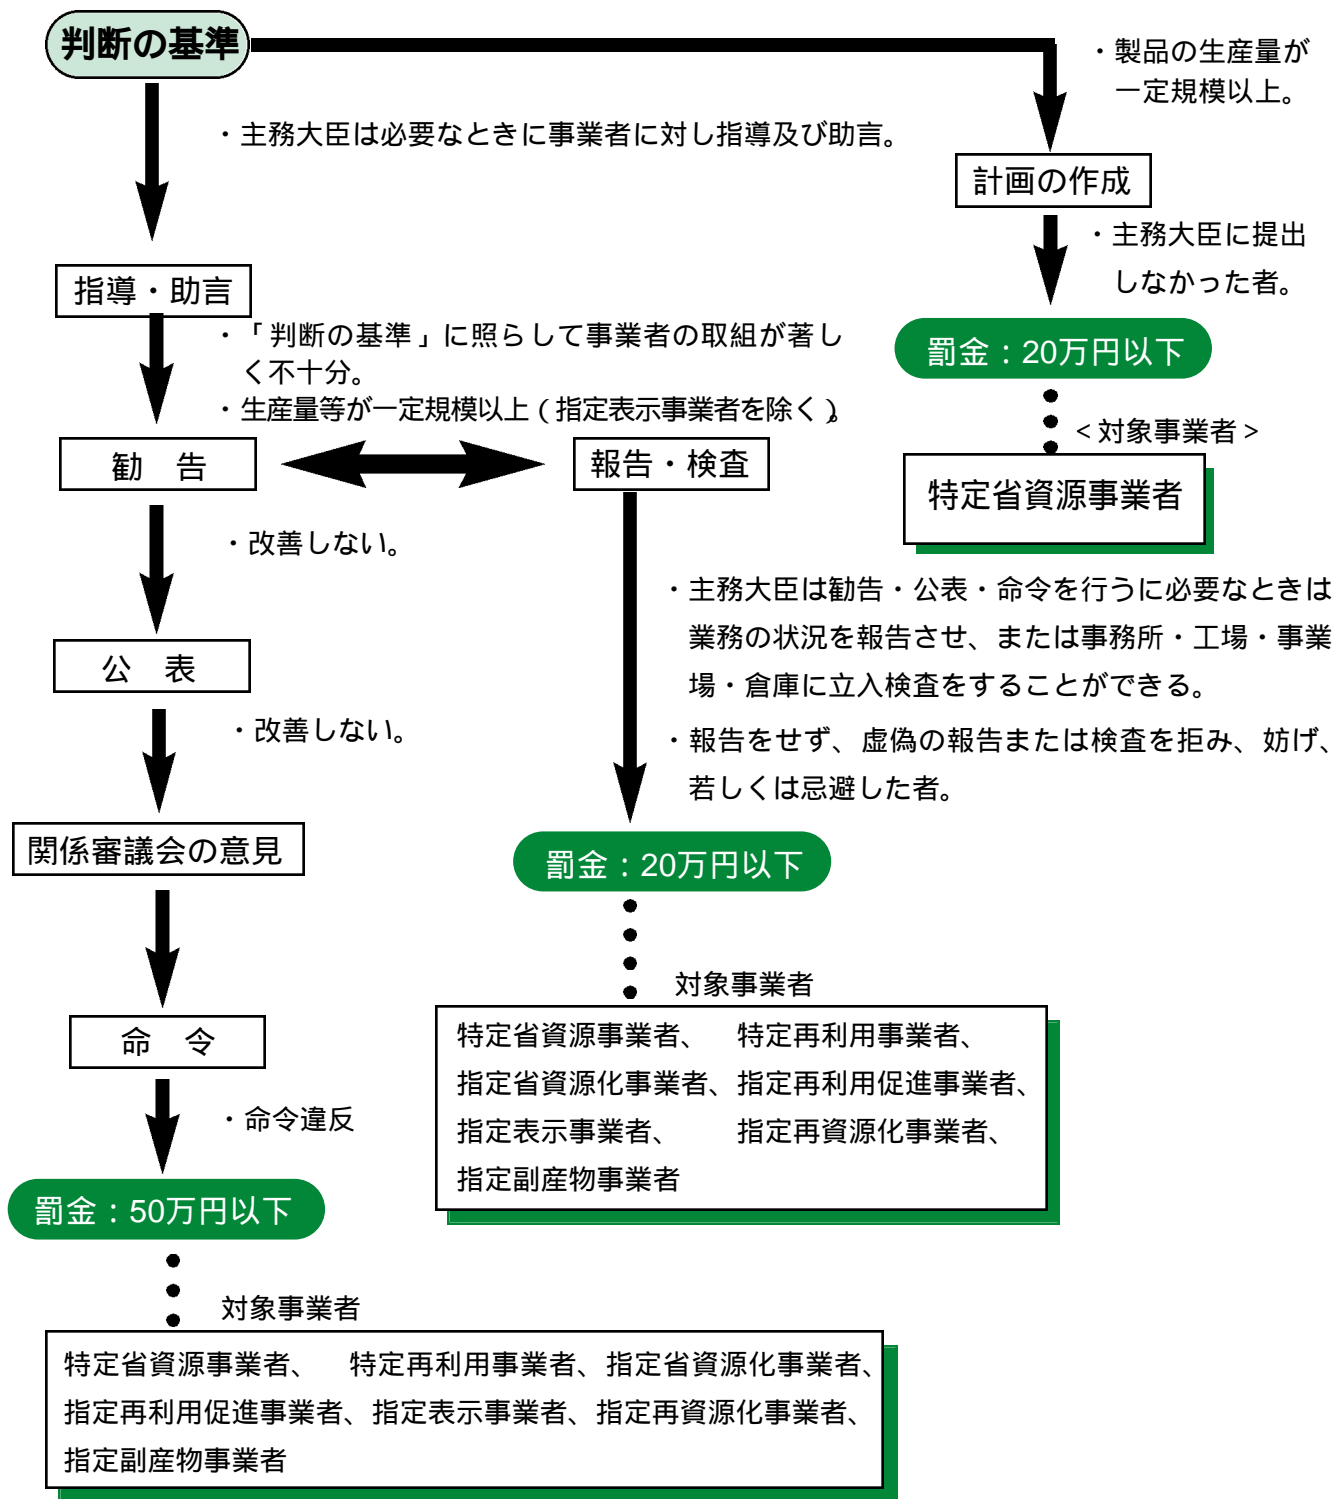 判断の基準
・製品の生産量が
一定規模以上。
・主務大臣は必要なときに事業者に対し指導及び助言。
計画の作成
・主務大臣に提出
しなかった者。
指導・助言
・「判断の基準」に照らして事業者の取組が著し
く不十分。
・生産量等が一定規模以上（指定表示事業者を除く）。
罰金：20万円以下
<対象事業者>
特定省資源事業者
勧　告
報告・検査
・改善しない。
・主務大臣は勧告・公表・命令を行うに必要なときは
業務の状況を報告させ、または事務所・工場・事業
場・倉庫に立入検査をすることができる。
・報告をせず、虚偽の報告または検査を拒み、妨げ、
若しくは忌避した者。
公　表
・改善しない。
関係審議会の意見
罰金：20万円以下
対象事業者
特定省資源事業者、　特定再利用事業者、
指定省資源化事業者、指定再利用促進事業者、
指定表示事業者、　　指定再資源化事業者、
指定副産物事業者
命　令
・命令違反
罰金：50万円以下
対象事業者
特定省資源事業者、　特定再利用事業者、指定省資源化事業者、
指定再利用促進事業者、指定表示事業者、指定再資源化事業者、
指定副産物事業者